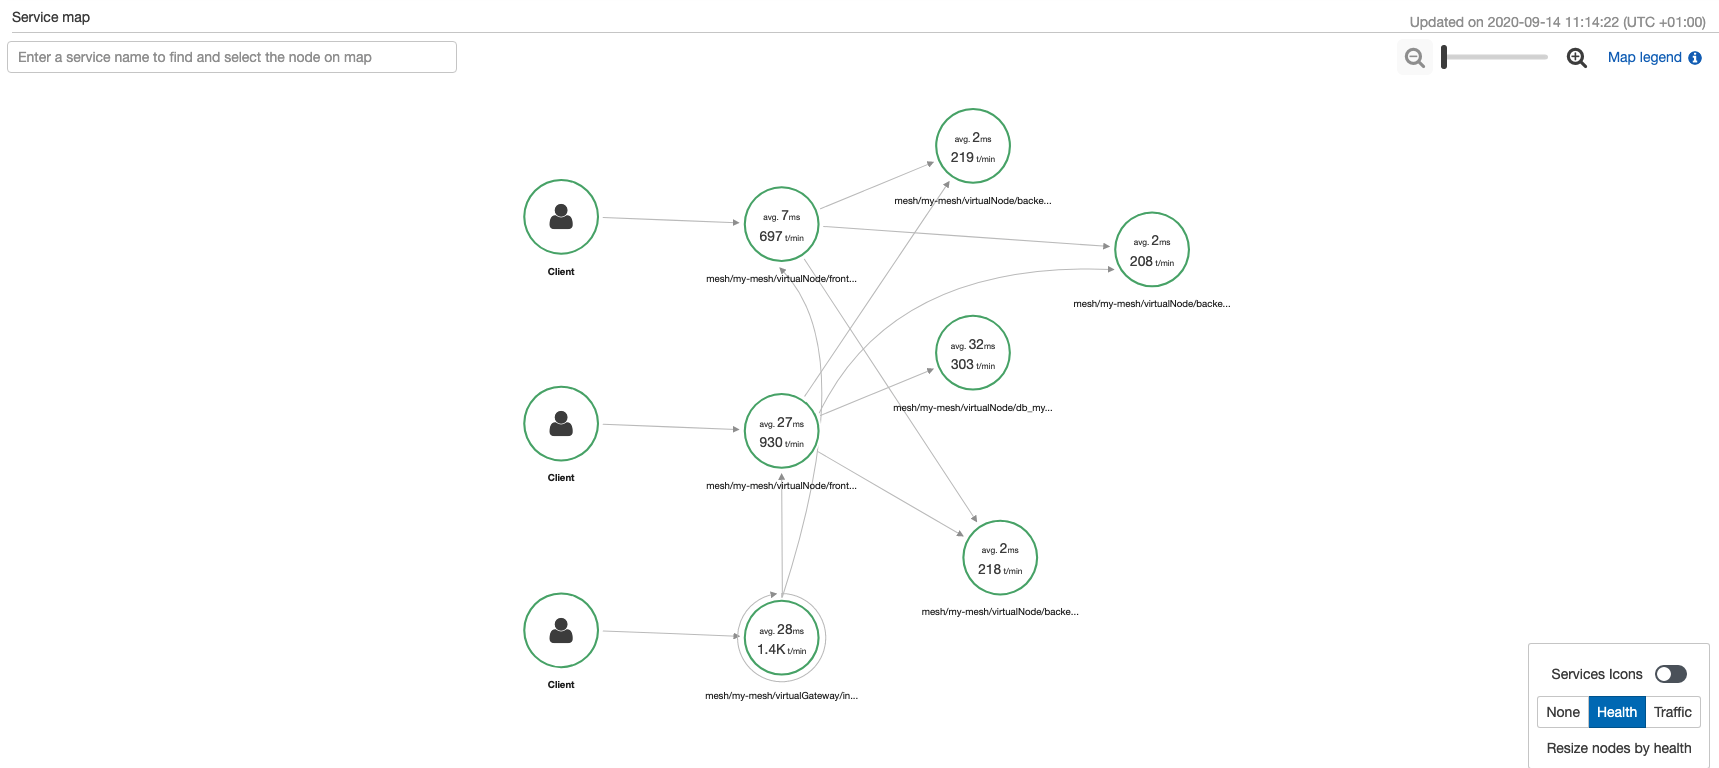 Service map
Updated on 2020-09-14 11:14:22 (UTC +01:00)
Enter a service name to find and select the node on map
Map legend
avg. 2ms
219 t/min
mesh/my-mesh/virtualNode/backe...
Client
avg. 7ms
697 t/min
mesh/my-mesh/virtualNode/front...
avg. 2ms
208 t/min
mesh/my-mesh/virtualNode/backe...
avg. 32ms
303 t/min
mesh/my-mesh/virtualNode/db_my...
Client
avg. 27ms
930 t/min
mesh/my-mesh/virtualNode/front...
avg. 2ms
218 t/min
mesh/my-mesh/virtualNode/backe...
Client
avg. 28ms
1.4K t/min
mesh/my-mesh/virtualGateway/in...
Services Icons
None Health Traffic
Resize nodes by health